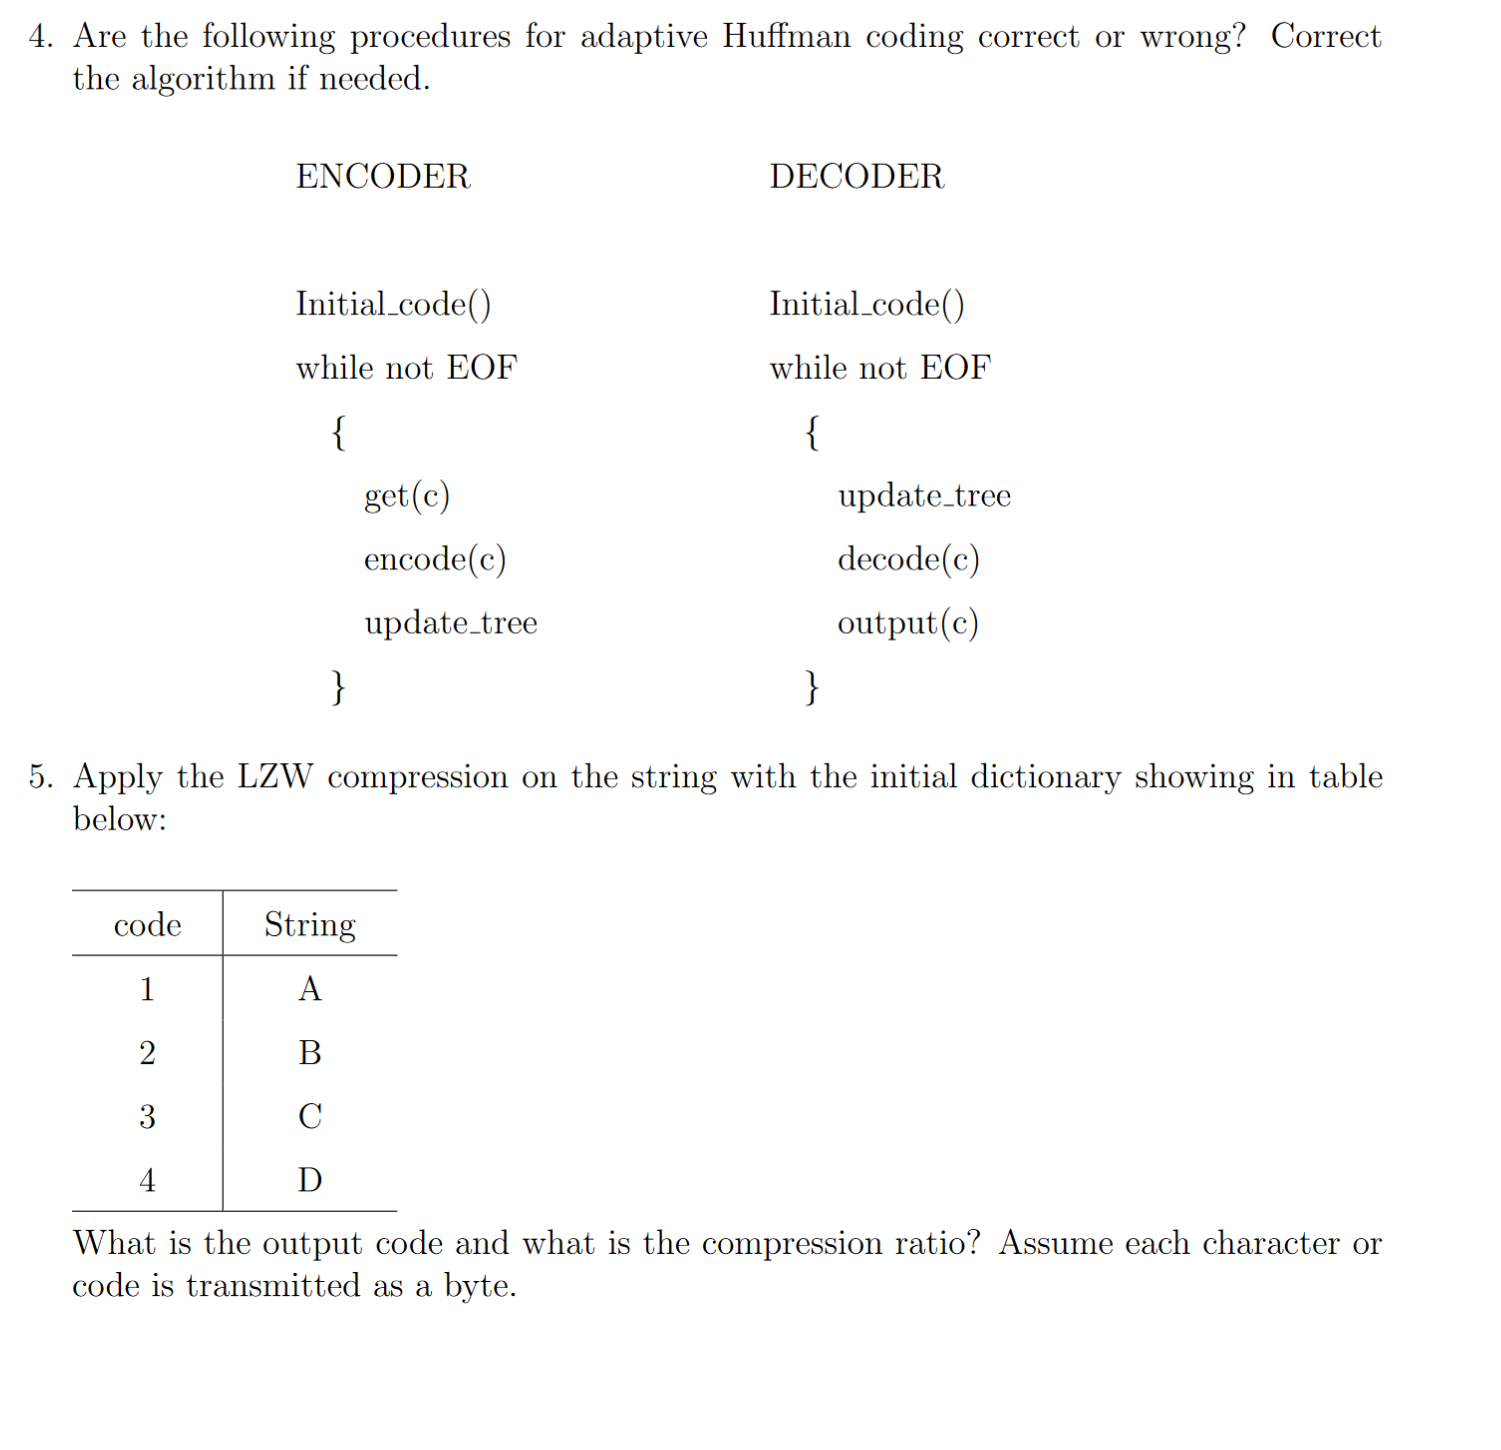 4. Are the following procedures for adaptive Huffman coding correct or wrong? Correct
the algorithm if needed.
ENCODER
DECODER
Initial_code()
Initial_code()
while not EOF
while not EOF
{
{
get(c)
update_tree
encode(c)
decode(c)
update_tree
output(c)
}
}
5. Apply the LZW compression on the string with the initial dictionary showing in table
below:
code String
1 A
2 B
3 C
4 D
What is the output code and what is the compression ratio? Assume each character or
code is transmitted as a byte.